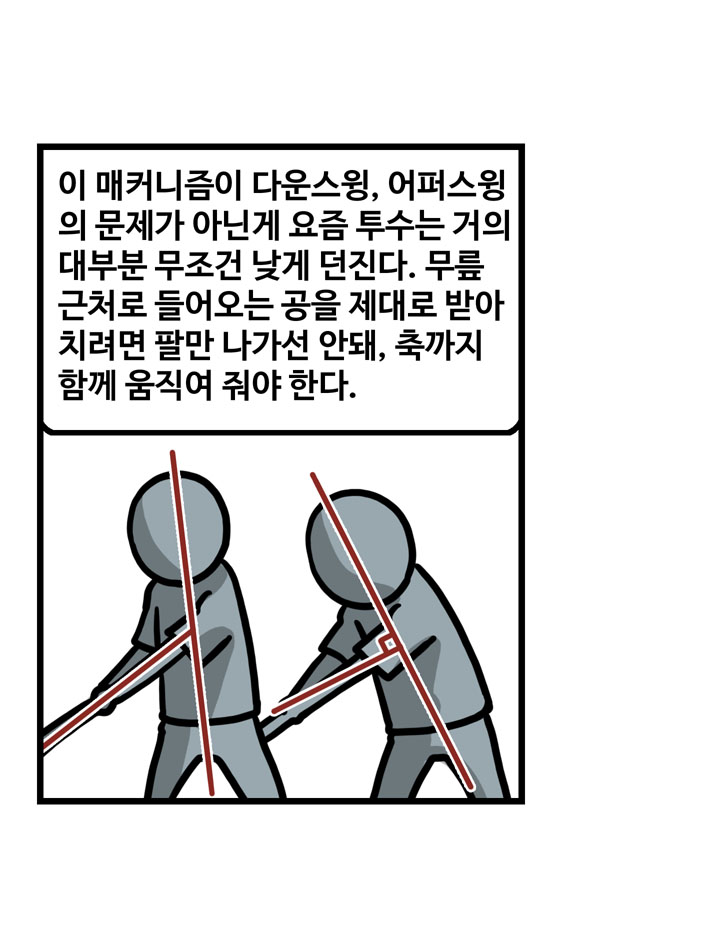 이 매커니즘이 다운스윙, 어퍼스윙
의 문제가 아닌게 요즘 투수는 거의
대부분 무조건 낮게 던진다. 무릎
근처로 들어오는 공을 제대로 받아
치려면 팔만 나가선 안돼, 축까지
함께 움직여 줘야 한다.